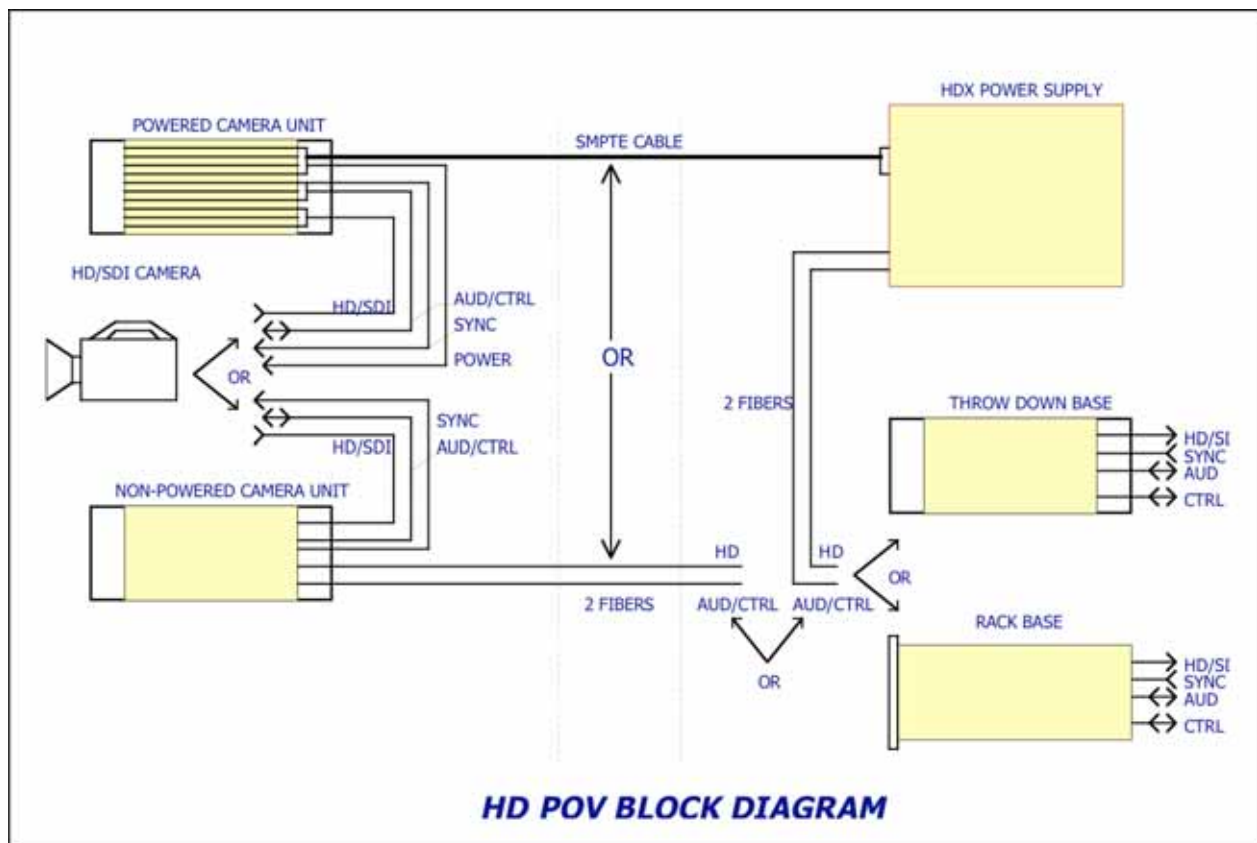 HDX POWER SUPPLY
POWERED CAMERA UNIT
SMPTE CABLE
HD/SDI CAMERA
HD/SDI
AUD/CTRL
SYNC
POWER
OR
OR
2 FIBERS
THROW DOWN BASE
SYNC
HD/SDI
AUD/CTRL
HD/SI
SYNC
AUD
CTRL
NON-POWERED CAMERA UNIT
HD
HD
OR
2 FIBERS
AUD/CTRL
AUD/CTRL
RACK BASE
OR
HD/SI
SYNC
AUD
CTRL
HD POV BLOCK DIAGRAM